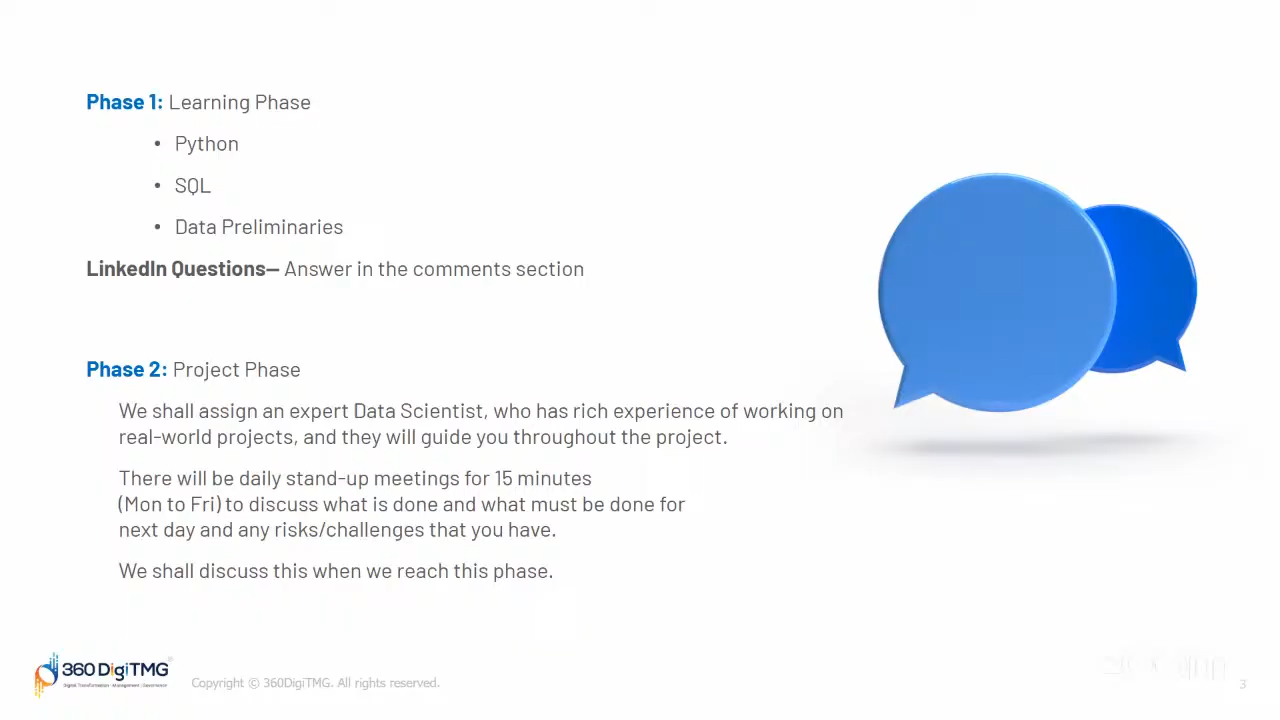 Phase 1: Learning Phase
• Python
• SQL
• Data Preliminaries
LinkedIn Questions— Answer in the comments section
Phase 2: Project Phase
We shall assign an expert Data Scientist, who has rich experience of working on
real-world projects, and they will guide you throughout the project.
There will be daily stand-up meetings for 15 minutes
(Mon to Fri) to discuss what is done and what must be done for
next day and any risks/challenges that you have.
We shall discuss this when we reach this phase.
360DigiTMG®
Digital Transformation · Management · Governance
Copyright © 360DigiTMG. All rights reserved.
3